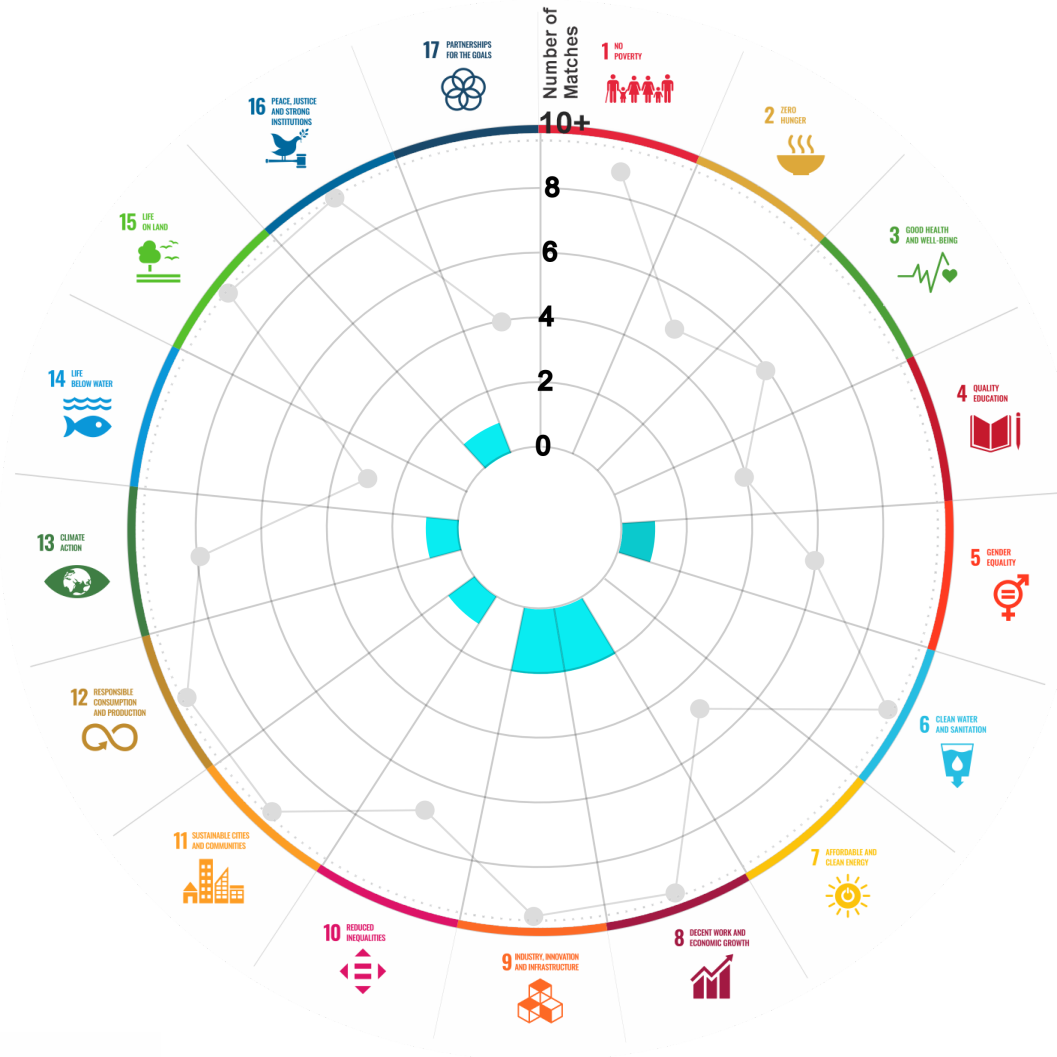 Number of
Matches
10+
8
6
4
2
0
1 NO
POVERTY
2 ZERO
HUNGER
3 GOOD HEALTH
AND WELL-BEING
4 QUALITY
EDUCATION
5 GENDER
EQUALITY
6 CLEAN WATER
AND SANITATION
7 AFFORDABLE AND
CLEAN ENERGY
8 DECENT WORK AND
ECONOMIC GROWTH
9 INDUSTRY, INNOVATION
AND INFRASTRUCTURE
10 REDUCED
INEQUALITIES
11 SUSTAINABLE CITIES
AND COMMUNITIES
12 RESPONSIBLE
CONSUMPTION
AND PRODUCTION
13 CLIMATE
ACTION
14 LIFE
BELOW WATER
15 LIFE
ON LAND
16 PEACE, JUSTICE
AND STRONG
INSTITUTIONS
17 PARTNERSHIPS
FOR THE GOALS